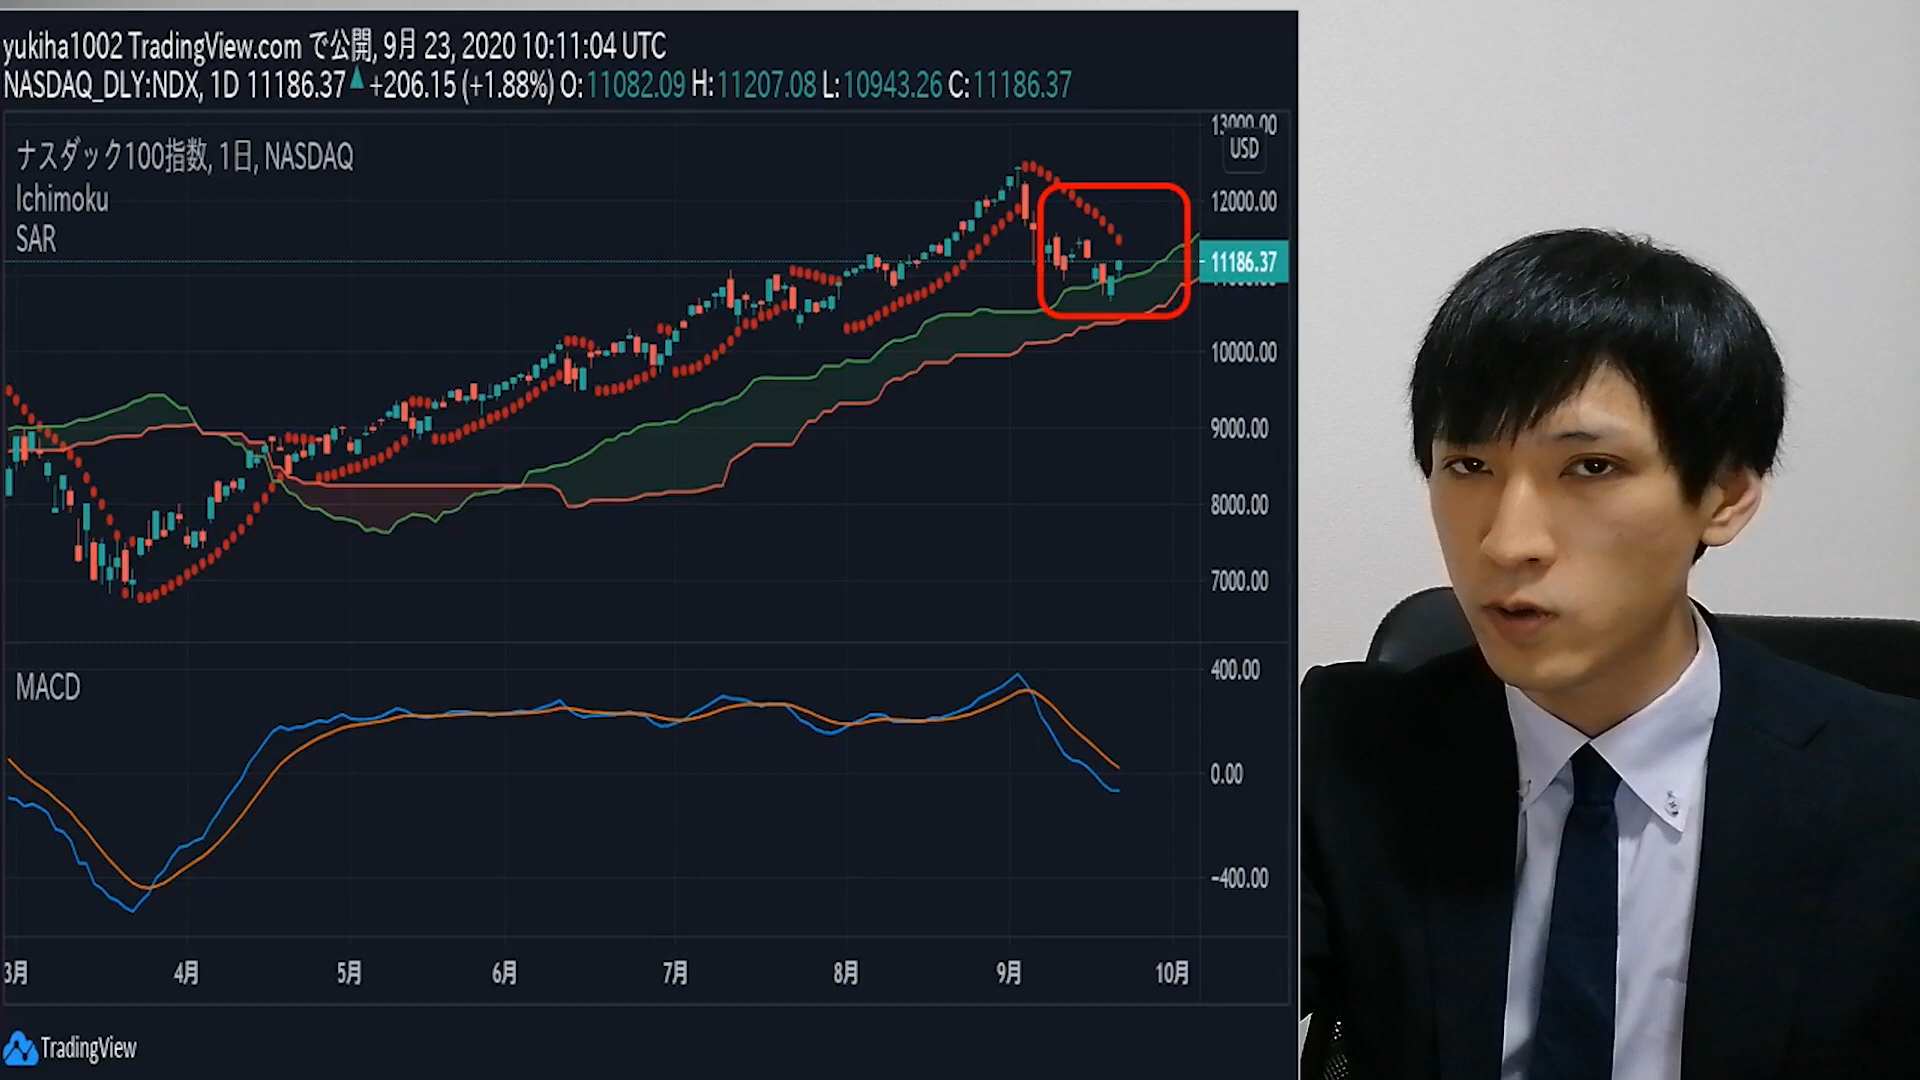 yukiha1002 TradingView.com で公開, 9月 23, 2020 10:11:04 UTC
NASDAQ_DLY:NDX, 1D 11186.37 ▲ +206.15 (+1.88%) O:11082.09 H:11207.08 L:10943.26 C:11186.37
ナスダック100指数, 1日, NASDAQ
Ichimoku
SAR
13000.00
USD
12000.00
11186.37
10000.00
9000.00
8000.00
7000.00
MACD
400.00
0.00
-400.00
3月 4月 5月 6月 7月 8月 9月 10月
TradingView